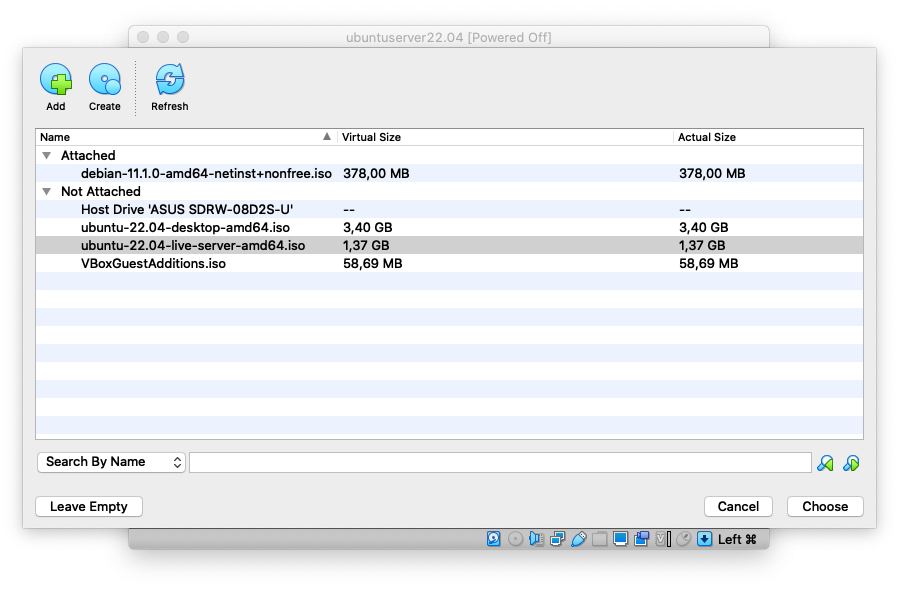 ubuntuserver22.04 [Powered Off]
Add Create Refresh
Name Virtual Size Actual Size
Attached
debian-11.1.0-amd64-netinst+nonfree.iso 378,00 MB 378,00 MB
Not Attached
Host Drive 'ASUS SDRW-08D2S-U' -- --
ubuntu-22.04-desktop-amd64.iso 3,40 GB 3,40 GB
ubuntu-22.04-live-server-amd64.iso 1,37 GB 1,37 GB
VBoxGuestAdditions.iso 58,69 MB 58,69 MB
Search By Name
Leave Empty Cancel Choose
Left ⌘